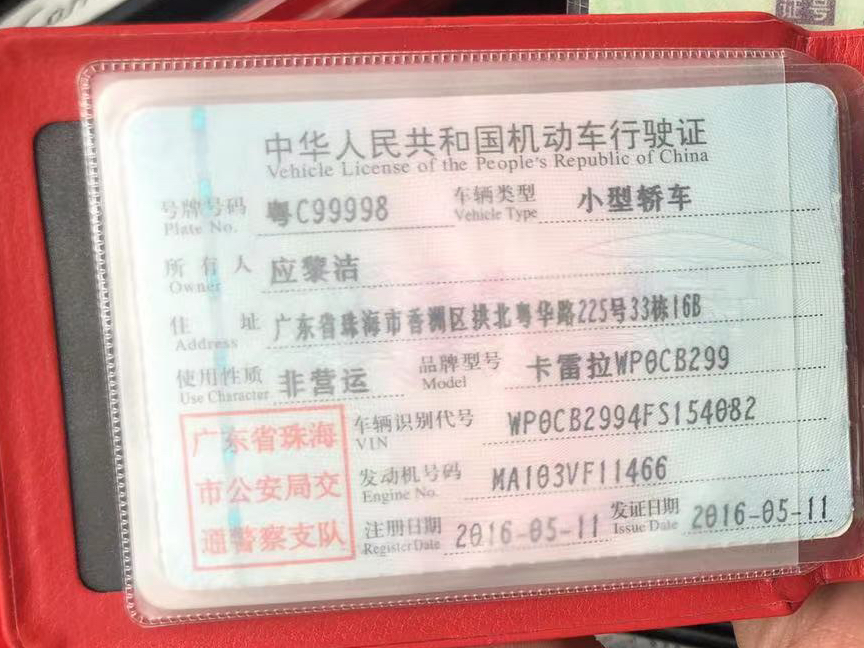 证号
中华人民共和国机动车行驶证
Vehicle License of the People's Republic of China
号牌号码 粤C99998 车辆类型 小型轿车
Plate No. Vehicle Type
所有人 应黎洁
Owner
住址 广东省珠海市香洲区拱北粤华路225号33栋16B
Address
使用性质 非营运 品牌型号 卡雷拉WP0CB299
Use Character Model
广东省珠海 车辆识别代号 WP0CB2994FS154082
VIN
市公安局交 发动机号码 MA103VF11466
Engine No.
通警察支队 注册日期 2016-05-11 发证日期 2016-05-11
Register Date Issue Date